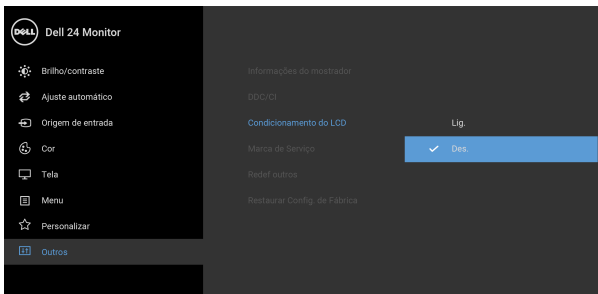 DELL Dell 24 Monitor
Brilho/contraste
Ajuste automático
Origem de entrada
Cor
Tela
Menu
Personalizar
Outros
Informações do mostrador
DDC/CI
Condicionamento do LCD
Marca de Serviço
Redef outros
Restaurar Config. de Fábrica
Lig.
Des.